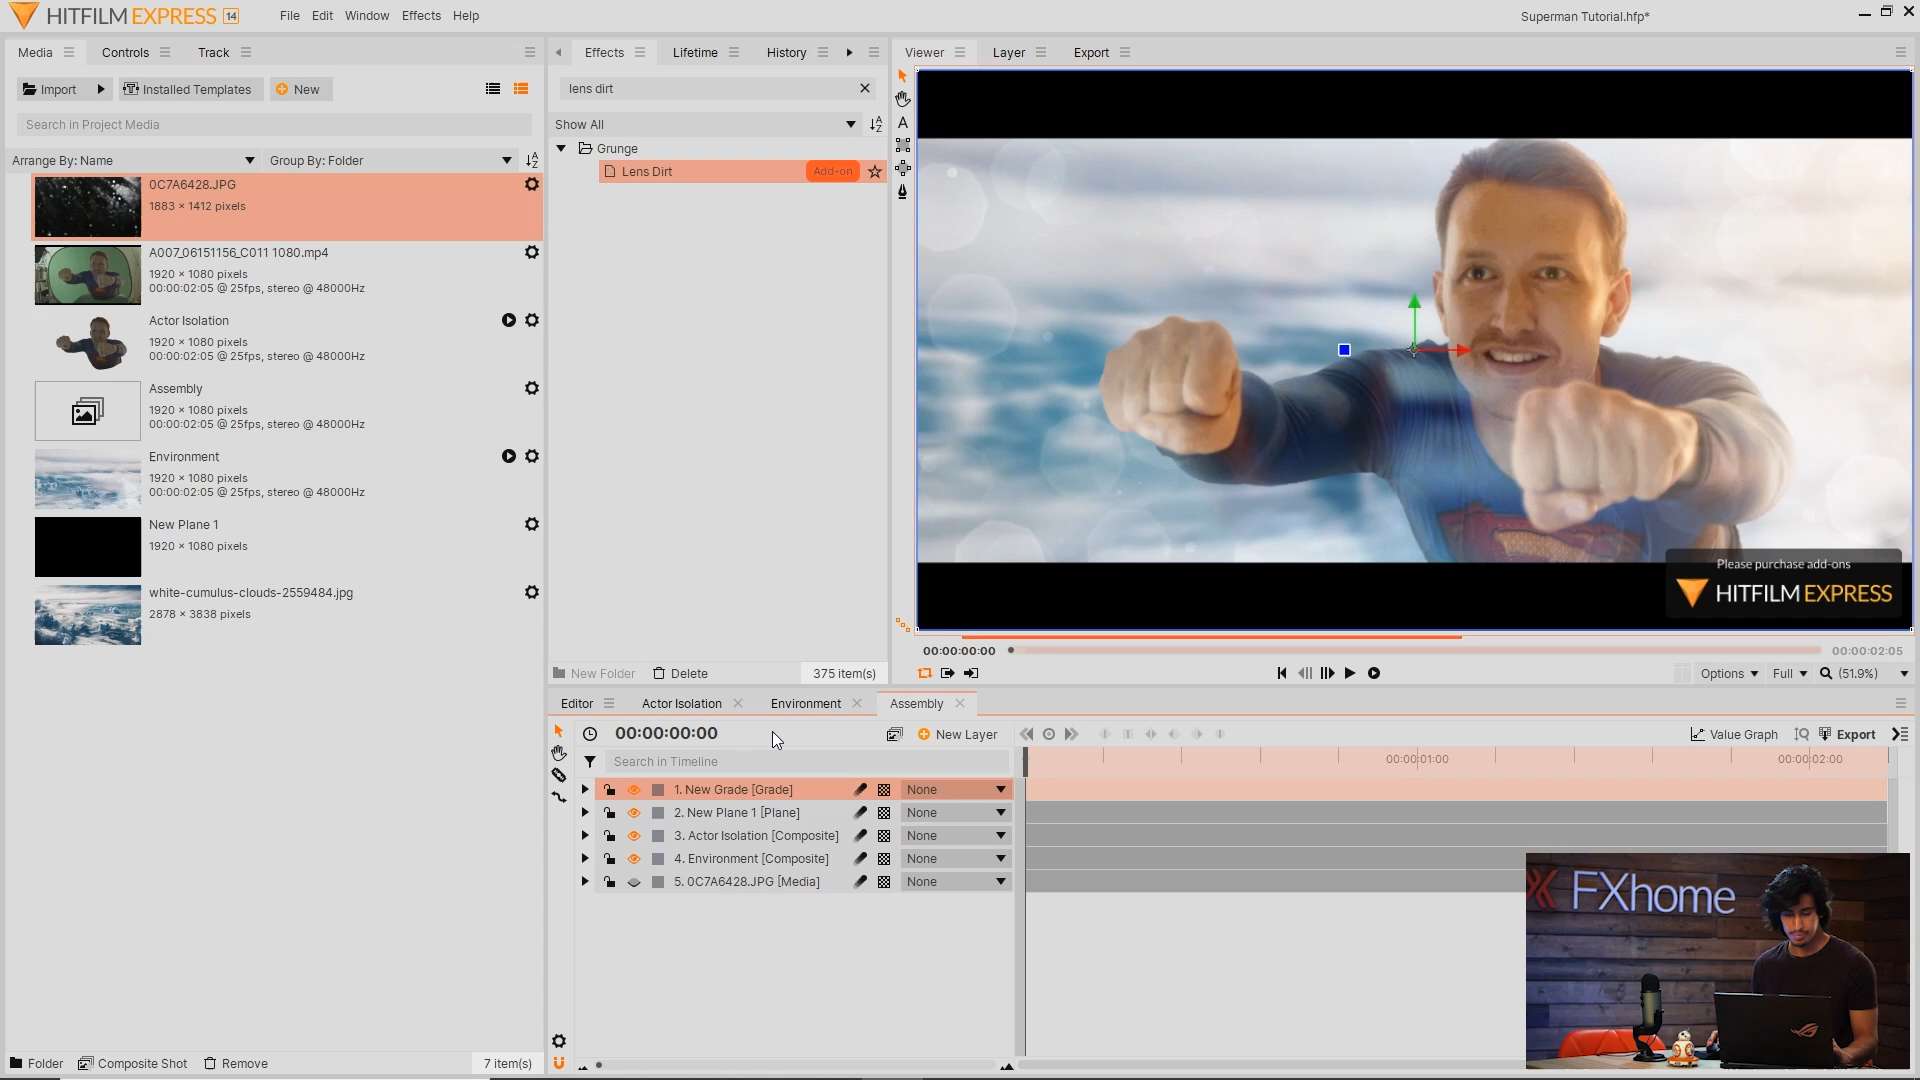 HITFILM EXPRESS 14
File Edit Window Effects Help
Superman Tutorial.hfp*
Media Controls Track
Import Installed Templates New
Search in Project Media
Arrange By: Name Group By: Folder
0C7A6428.JPG
1883 × 1412 pixels
A007_06151156_C011 1080.mp4
1920 × 1080 pixels
00:00:02:05 @ 25fps, stereo @ 48000Hz
Actor Isolation
1920 × 1080 pixels
00:00:02:05 @ 25fps, stereo @ 48000Hz
Assembly
1920 × 1080 pixels
00:00:02:05 @ 25fps, stereo @ 48000Hz
Environment
1920 × 1080 pixels
00:00:02:05 @ 25fps, stereo @ 48000Hz
New Plane 1
1920 × 1080 pixels
white-cumulus-clouds-2559484.jpg
2878 × 3838 pixels
Folder Composite Shot Remove 7 item(s)
Effects Lifetime History
lens dirt
Show All
Grunge
Lens Dirt Add-on
New Folder Delete 375 item(s)
Viewer Layer Export
A
Please purchase add-ons
HITFILM EXPRESS
00:00:00:00 00:00:02:05
Options Full (51.9%)
Editor Actor Isolation Environment Assembly
00:00:00:00 New Layer Value Graph Export
Search in Timeline
00:00:01:00 00:00:02:00
1. New Grade [Grade] None
2. New Plane 1 [Plane] None
3. Actor Isolation [Composite] None
4. Environment [Composite] None
5. 0C7A6428.JPG [Media] None
FXhome